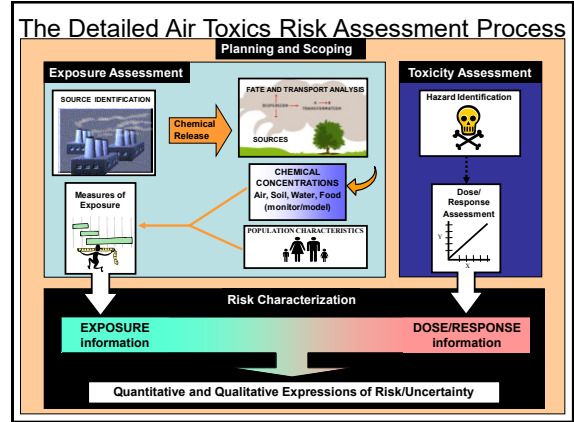 The Detailed Air Toxics Risk Assessment Process
Planning and Scoping
Exposure Assessment
SOURCE IDENTIFICATION
Chemical
Release
FATE AND TRANSPORT ANALYSIS
DISPERSION
TRANSFORMATION
SOURCES
CHEMICAL
CONCENTRATIONS
Air, Soil, Water, Food
(monitor/model)
Measures of
Exposure
POPULATION CHARACTERISTICS
Toxicity Assessment
Hazard Identification
Dose/
Response
Assessment
Y
X
Risk Characterization
EXPOSURE
information
DOSE/RESPONSE
information
Quantitative and Qualitative Expressions of Risk/Uncertainty